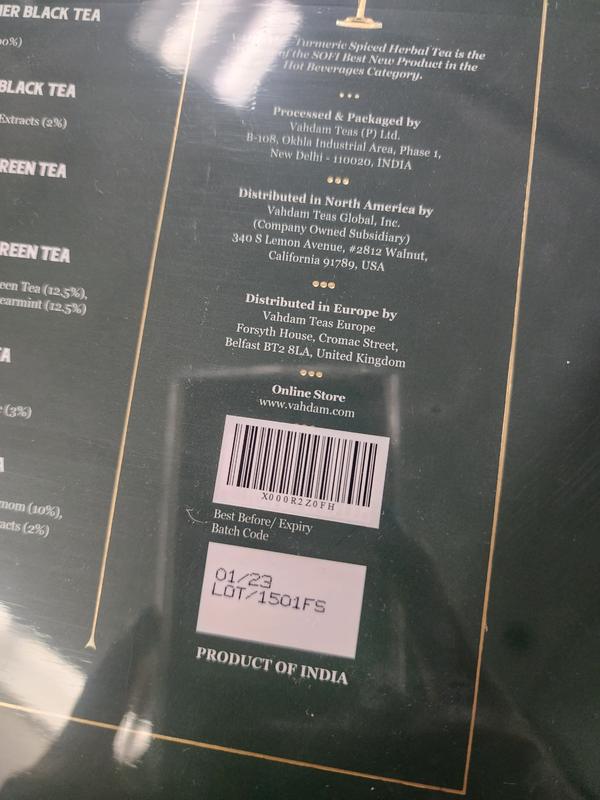 ER BLACK TEA
0%)
BLACK TEA
Extracts (2%)
REEN TEA
REEN TEA
een Tea (12.5%),
earmint (12.5%)
A
(3%)
A
mom (10%),
acts (2%)
Turmeric Spiced Herbal Tea is the
of the SOFI Best New Product in the
Hot Beverages Category.
Processed & Packaged by
Vahdam Teas (P) Ltd.
B-108, Okhla Industrial Area, Phase 1,
New Delhi - 110020, INDIA
Distributed in North America by
Vahdam Teas Global, Inc.
(Company Owned Subsidiary)
340 S Lemon Avenue, #2812 Walnut,
California 91789, USA
Distributed in Europe by
Vahdam Teas Europe
Forsyth House, Cromac Street,
Belfast BT2 8LA, United Kingdom
Online Store
www.vahdam.com
X000R2Z0FH
Best Before/ Expiry
Batch Code
01/23
LOT/1501FS
PRODUCT OF INDIA